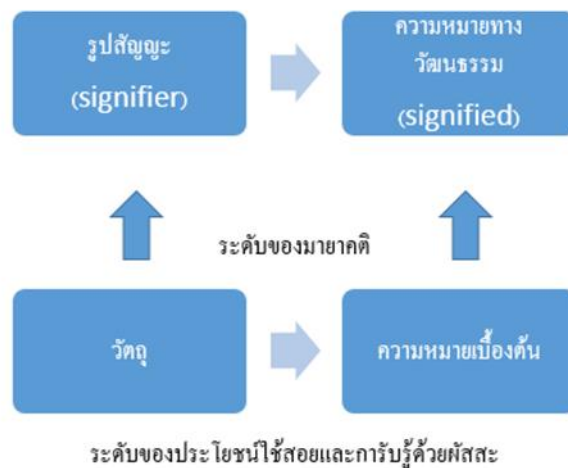 รูปสัญญะ
(signifier)
ความหมายทาง
วัฒนธรรม
(signified)
ระดับของมายาคติ
วัตถุ
ความหมายเบื้องต้น
ระดับของประโยชน์ใช้สอยและการับรู้ด้วยผัสสะ